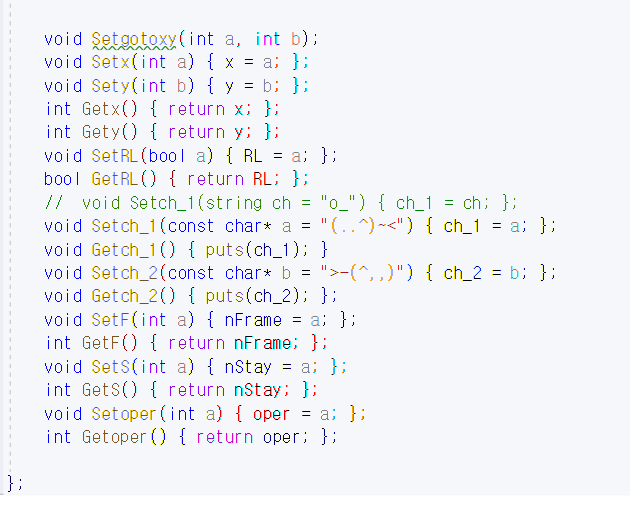 void Setgotoxy(int a, int b);
void Setx(int a) { x = a; };
void Sety(int b) { y = b; };
int Getx() { return x; };
int Gety() { return y; };
void SetRL(bool a) { RL = a; };
bool GetRL() { return RL; };
//  void Setch_1(string ch = "o_") { ch_1 = ch; };
void Setch_1(const char* a = "(..^)~<") { ch_1 = a; };
void Getch_1() { puts(ch_1); }
void Setch_2(const char* b = ">-(^,,)") { ch_2 = b; };
void Getch_2() { puts(ch_2); };
void SetF(int a) { nFrame = a; };
int GetF() { return nFrame; };
void SetS(int a) { nStay = a; };
int GetS() { return nStay; };
void Setoper(int a) { oper = a; };
int Getoper() { return oper; };
};